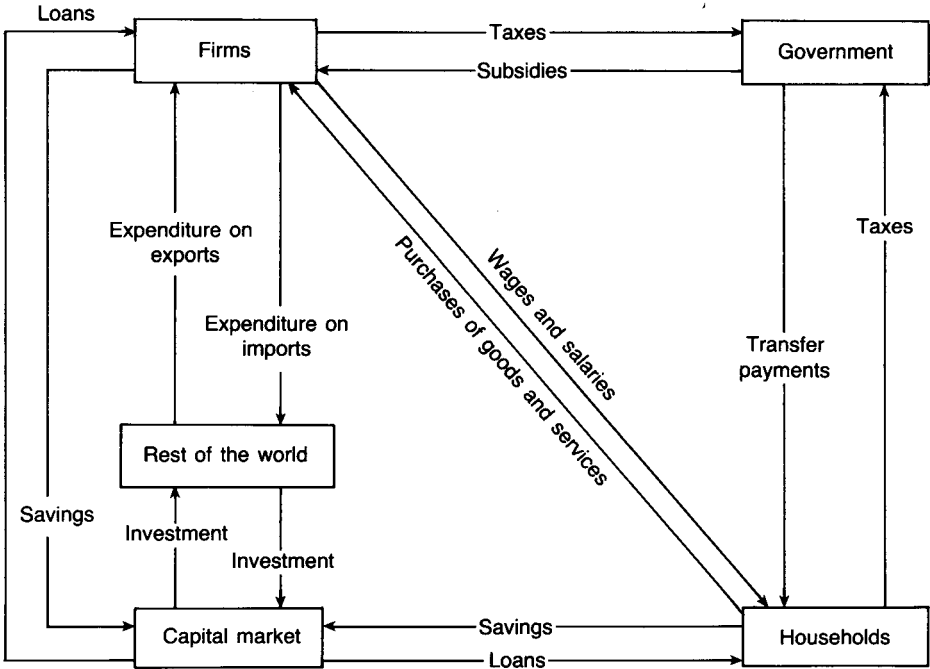 Loans
Firms
Taxes
Government
Subsidies
Expenditure on
exports
Taxes
Wages and salaries
Purchases of goods and services
Expenditure on
imports
Transfer
payments
Rest of the world
Savings
Investment
Investment
Capital market
Savings
Households
Loans